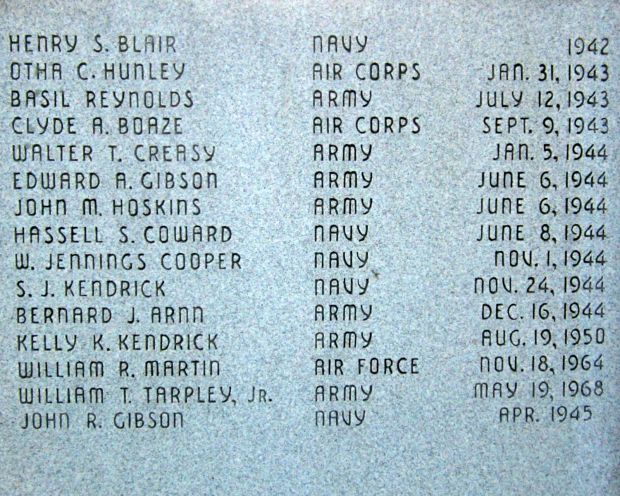 HENRY S. BLAIR NAVY 1942
OTHA C. HUNLEY AIR CORPS JAN. 31, 1943
BASIL REYNOLDS ARMY JULY 12, 1943
CLYDE A. BOAZE AIR CORPS SEPT. 9, 1943
WALTER T. CREASY ARMY JAN. 5, 1944
EDWARD A. GIBSON ARMY JUNE 6, 1944
JOHN M. HOSKINS ARMY JUNE 6, 1944
HASSELL S. COWARD NAVY JUNE 8, 1944
W. JENNINGS COOPER NAVY NOV. 1, 1944
S. J. KENDRICK NAVY NOV. 24, 1944
BERNARD J. ARNN ARMY DEC. 16, 1944
KELLY K. KENDRICK ARMY AUG. 19, 1950
WILLIAM R. MARTIN AIR FORCE NOV. 18, 1964
WILLIAM T. TARPLEY, JR. ARMY MAY 19, 1968
JOHN R. GIBSON NAVY APR. 1945